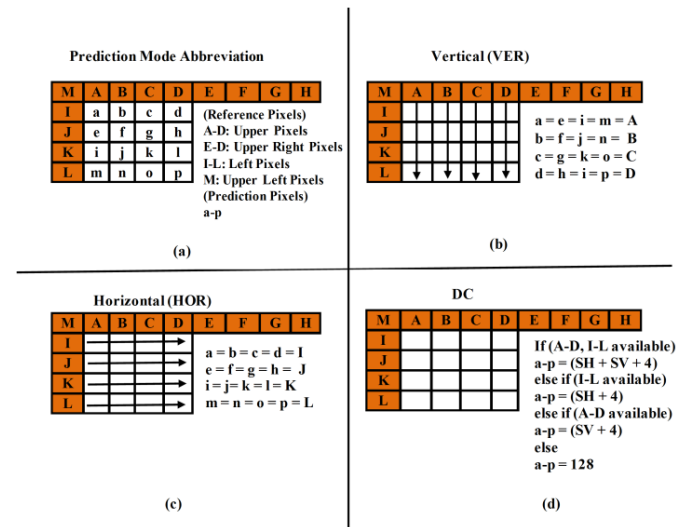 Prediction Mode Abbreviation
M A B C D E F G H
I a b c d
J e f g h
K i j k l
L m n o p
(Reference Pixels)
A-D: Upper Pixels
E-D: Upper Right Pixels
I-L: Left Pixels
M: Upper Left Pixels
(Prediction Pixels)
a-p
(a)
Vertical (VER)
M A B C D E F G H
I
J
K
L
a = e = i = m = A
b = f = j = n = B
c = g = k = o = C
d = h = i = p = D
(b)
Horizontal (HOR)
M A B C D E F G H
I
J
K
L
a = b = c = d = I
e = f = g = h = J
i = j = k = l = K
m = n = o = p = L
(c)
DC
M A B C D E F G H
I
J
K
L
If (A-D, I-L available)
a-p = (SH + SV + 4)
else if (I-L available)
a-p = (SH + 4)
else if (A-D available)
a-p = (SV + 4)
else
a-p = 128
(d)